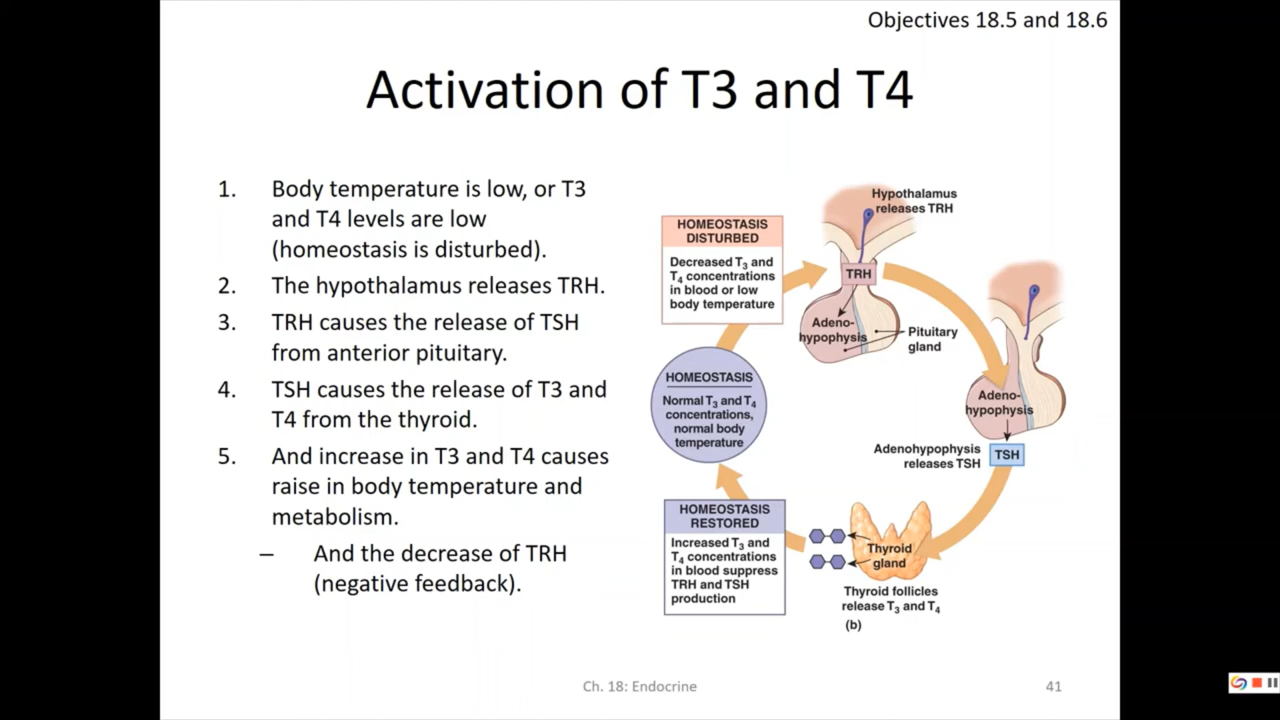 Objectives 18.5 and 18.6
Activation of T3 and T4
1. Body temperature is low, or T3
and T4 levels are low
(homeostasis is disturbed).
2. The hypothalamus releases TRH.
3. TRH causes the release of TSH
from anterior pituitary.
4. TSH causes the release of T3 and
T4 from the thyroid.
5. And increase in T3 and T4 causes
raise in body temperature and
metabolism.
– And the decrease of TRH
(negative feedback).
HOMEOSTASIS
DISTURBED
Decreased T₃ and
T₄ concentrations
in blood or low
body temperature
Hypothalamus
releases TRH
TRH
Adeno-
hypophysis
Pituitary
gland
Adeno-
hypophysis
Adenohypophysis
releases TSH
TSH
Thyroid
gland
Thyroid follicles
release T₃ and T₄
(b)
HOMEOSTASIS
RESTORED
Increased T₃ and
T₄ concentrations
in blood suppress
TRH and TSH
production
HOMEOSTASIS
Normal T₃ and T₄
concentrations,
normal body
temperature
Ch. 18: Endocrine
41